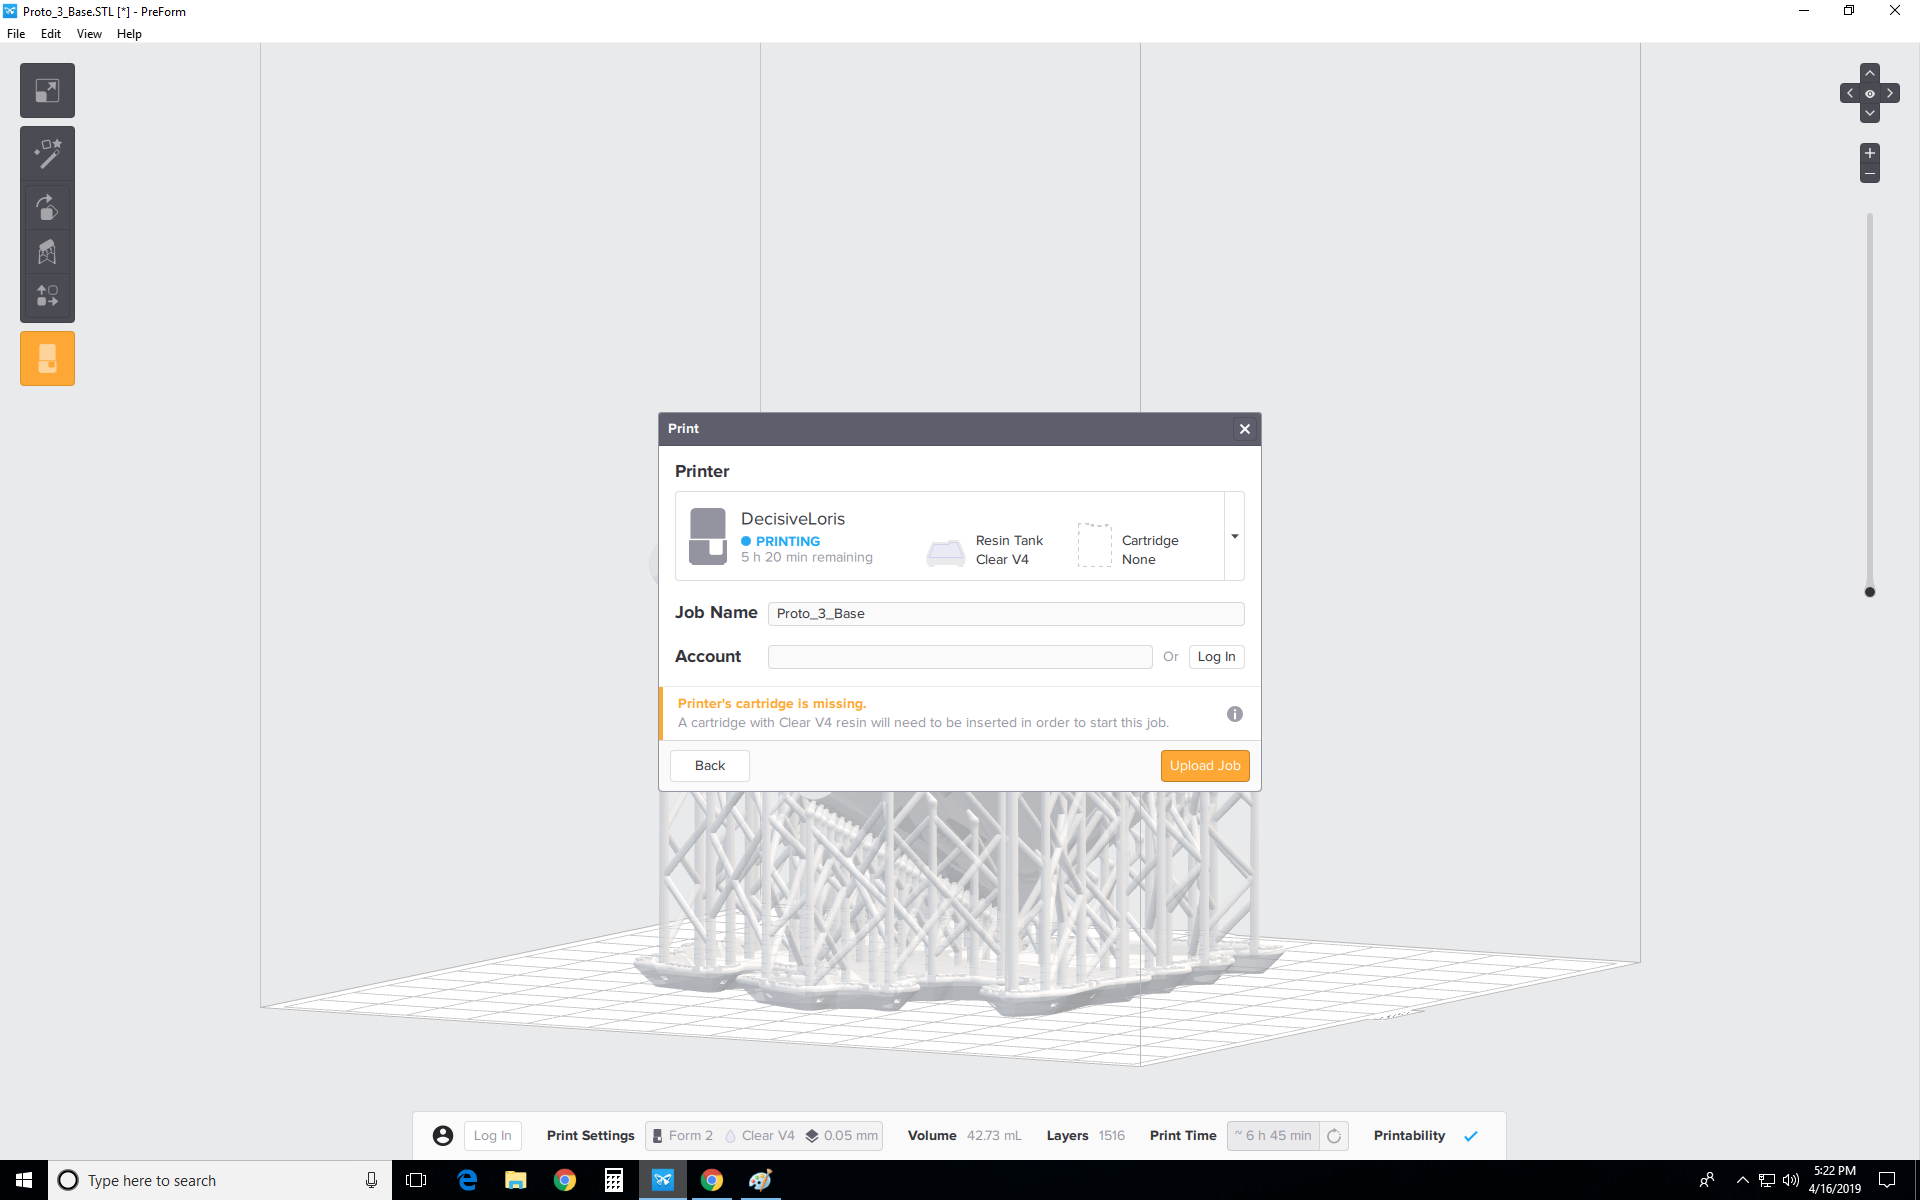 Proto_3_Base.STL [*] - PreForm
File Edit View Help
Print
Printer
DecisiveLoris
PRINTING
5 h 20 min remaining
Resin Tank
Clear V4
Cartridge
None
Job Name Proto_3_Base
Account Or Log In
Printer's cartridge is missing.
A cartridge with Clear V4 resin will need to be inserted in order to start this job.
Back Upload Job
Log In Print Settings Form 2 Clear V4 0.05 mm Volume 42.73 mL Layers 1516 Print Time ~ 6 h 45 min Printability
Type here to search
5:22 PM
4/16/2019